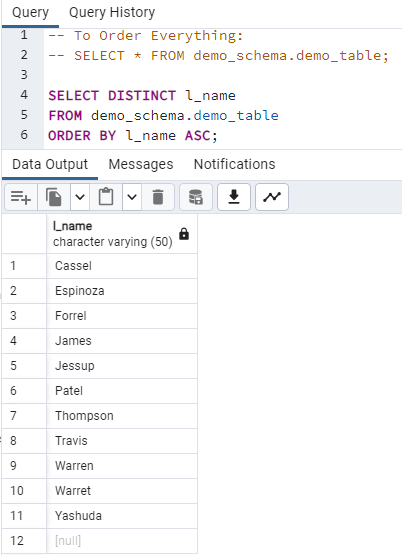 Query Query History
1 -- To Order Everything:
2 -- SELECT * FROM demo_schema.demo_table;
3
4 SELECT DISTINCT l_name
5 FROM demo_schema.demo_table
6 ORDER BY l_name ASC;
Data Output Messages Notifications
l_name
character varying (50)
1 Cassel
2 Espinoza
3 Forrel
4 James
5 Jessup
6 Patel
7 Thompson
8 Travis
9 Warren
10 Warret
11 Yashuda
12 [null]